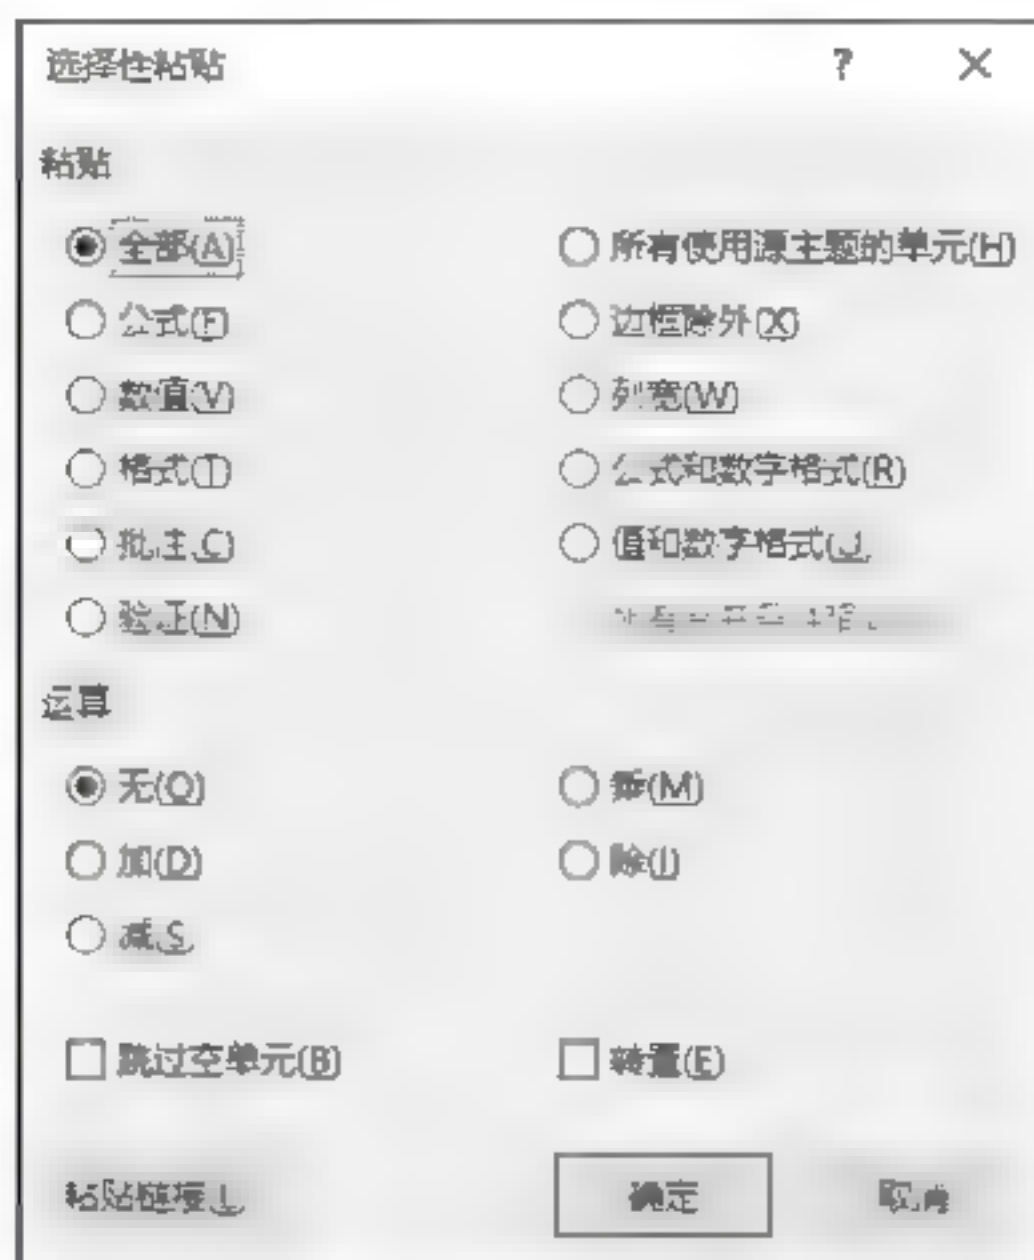 选择性粘贴 ? ×
粘贴
全部(A) 所有使用源主题的单元(H)
公式(F) 边框除外(X)
数值(V) 列宽(W)
格式(T) 公式和数字格式(R)
批注(C) 值和数字格式(U)
验证(N)
运算
无(O) 乘(M)
加(D) 除(I)
减(S)
跳过空单元(B) 转置(E)
粘贴链接(L) 确定 取消